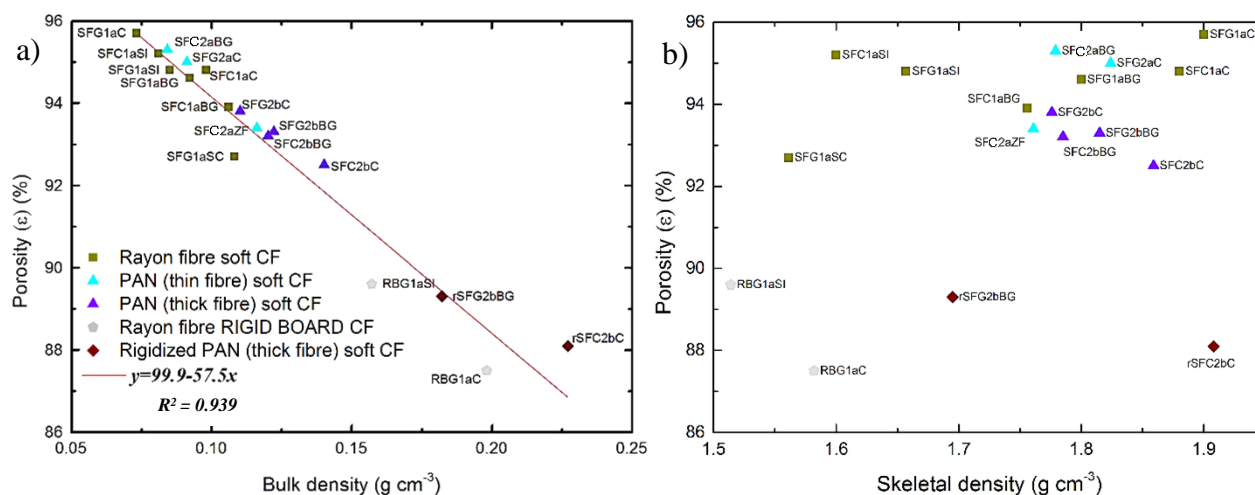 a)
Porosity (ε) (%)
96
94
92
90
88
86
SFG1aC
SFC2aBG
SFC1aSI
SFG2aC
SFG1aSI
SFC1aC
SFG1aBG
SFC1aBG
SFG2bC
SFC2aZF
SFG2bBG
SFC2bBG
SFG1aSC
SFC2bC
RBG1aSI
rSFG2bBG
rSFC2bC
RBG1aC
Rayon fibre soft CF
PAN (thin fibre) soft CF
PAN (thick fibre) soft CF
Rayon fibre RIGID BOARD CF
Rigidized PAN (thick fibre) soft CF
y=99.9-57.5x
R² = 0.939
0.05 0.10 0.15 0.20 0.25
Bulk density (g cm⁻³)
b)
Porosity (ε) (%)
96
94
92
90
88
86
SFG1aC
SFC1aSI
SFC2aBG
SFG2aC
SFG1aSI
SFG1aBG
SFC1aC
SFC1aBG
SFG2bC
SFC2aZF
SFG2bBG
SFC2bBG
SFG1aSC
SFC2bC
RBG1aSI
rSFG2bBG
rSFC2bC
RBG1aC
1.5 1.6 1.7 1.8 1.9
Skeletal density (g cm⁻³)